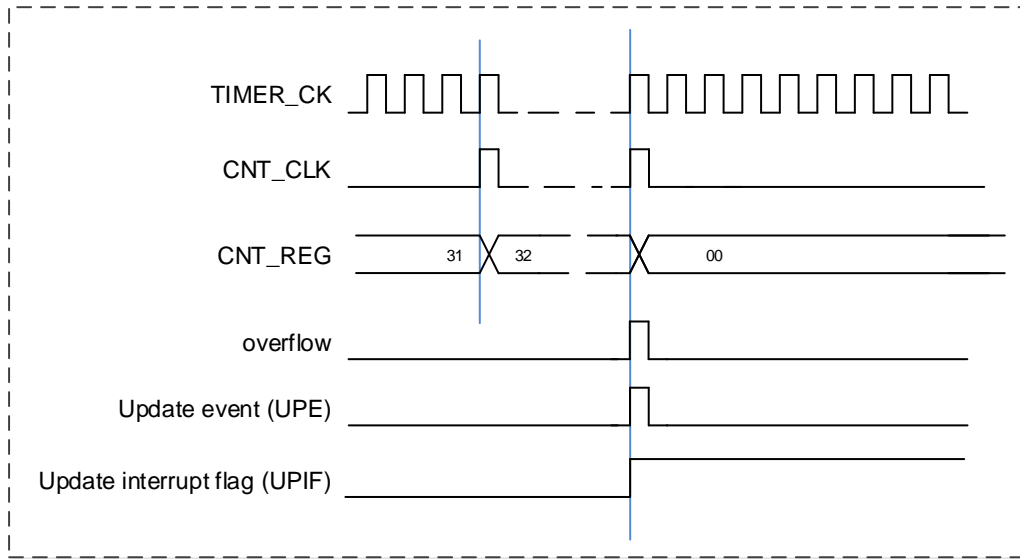 TIMER_CK
CNT_CLK
CNT_REG 31 32 00
overflow
Update event (UPE)
Update interrupt flag (UPIF)